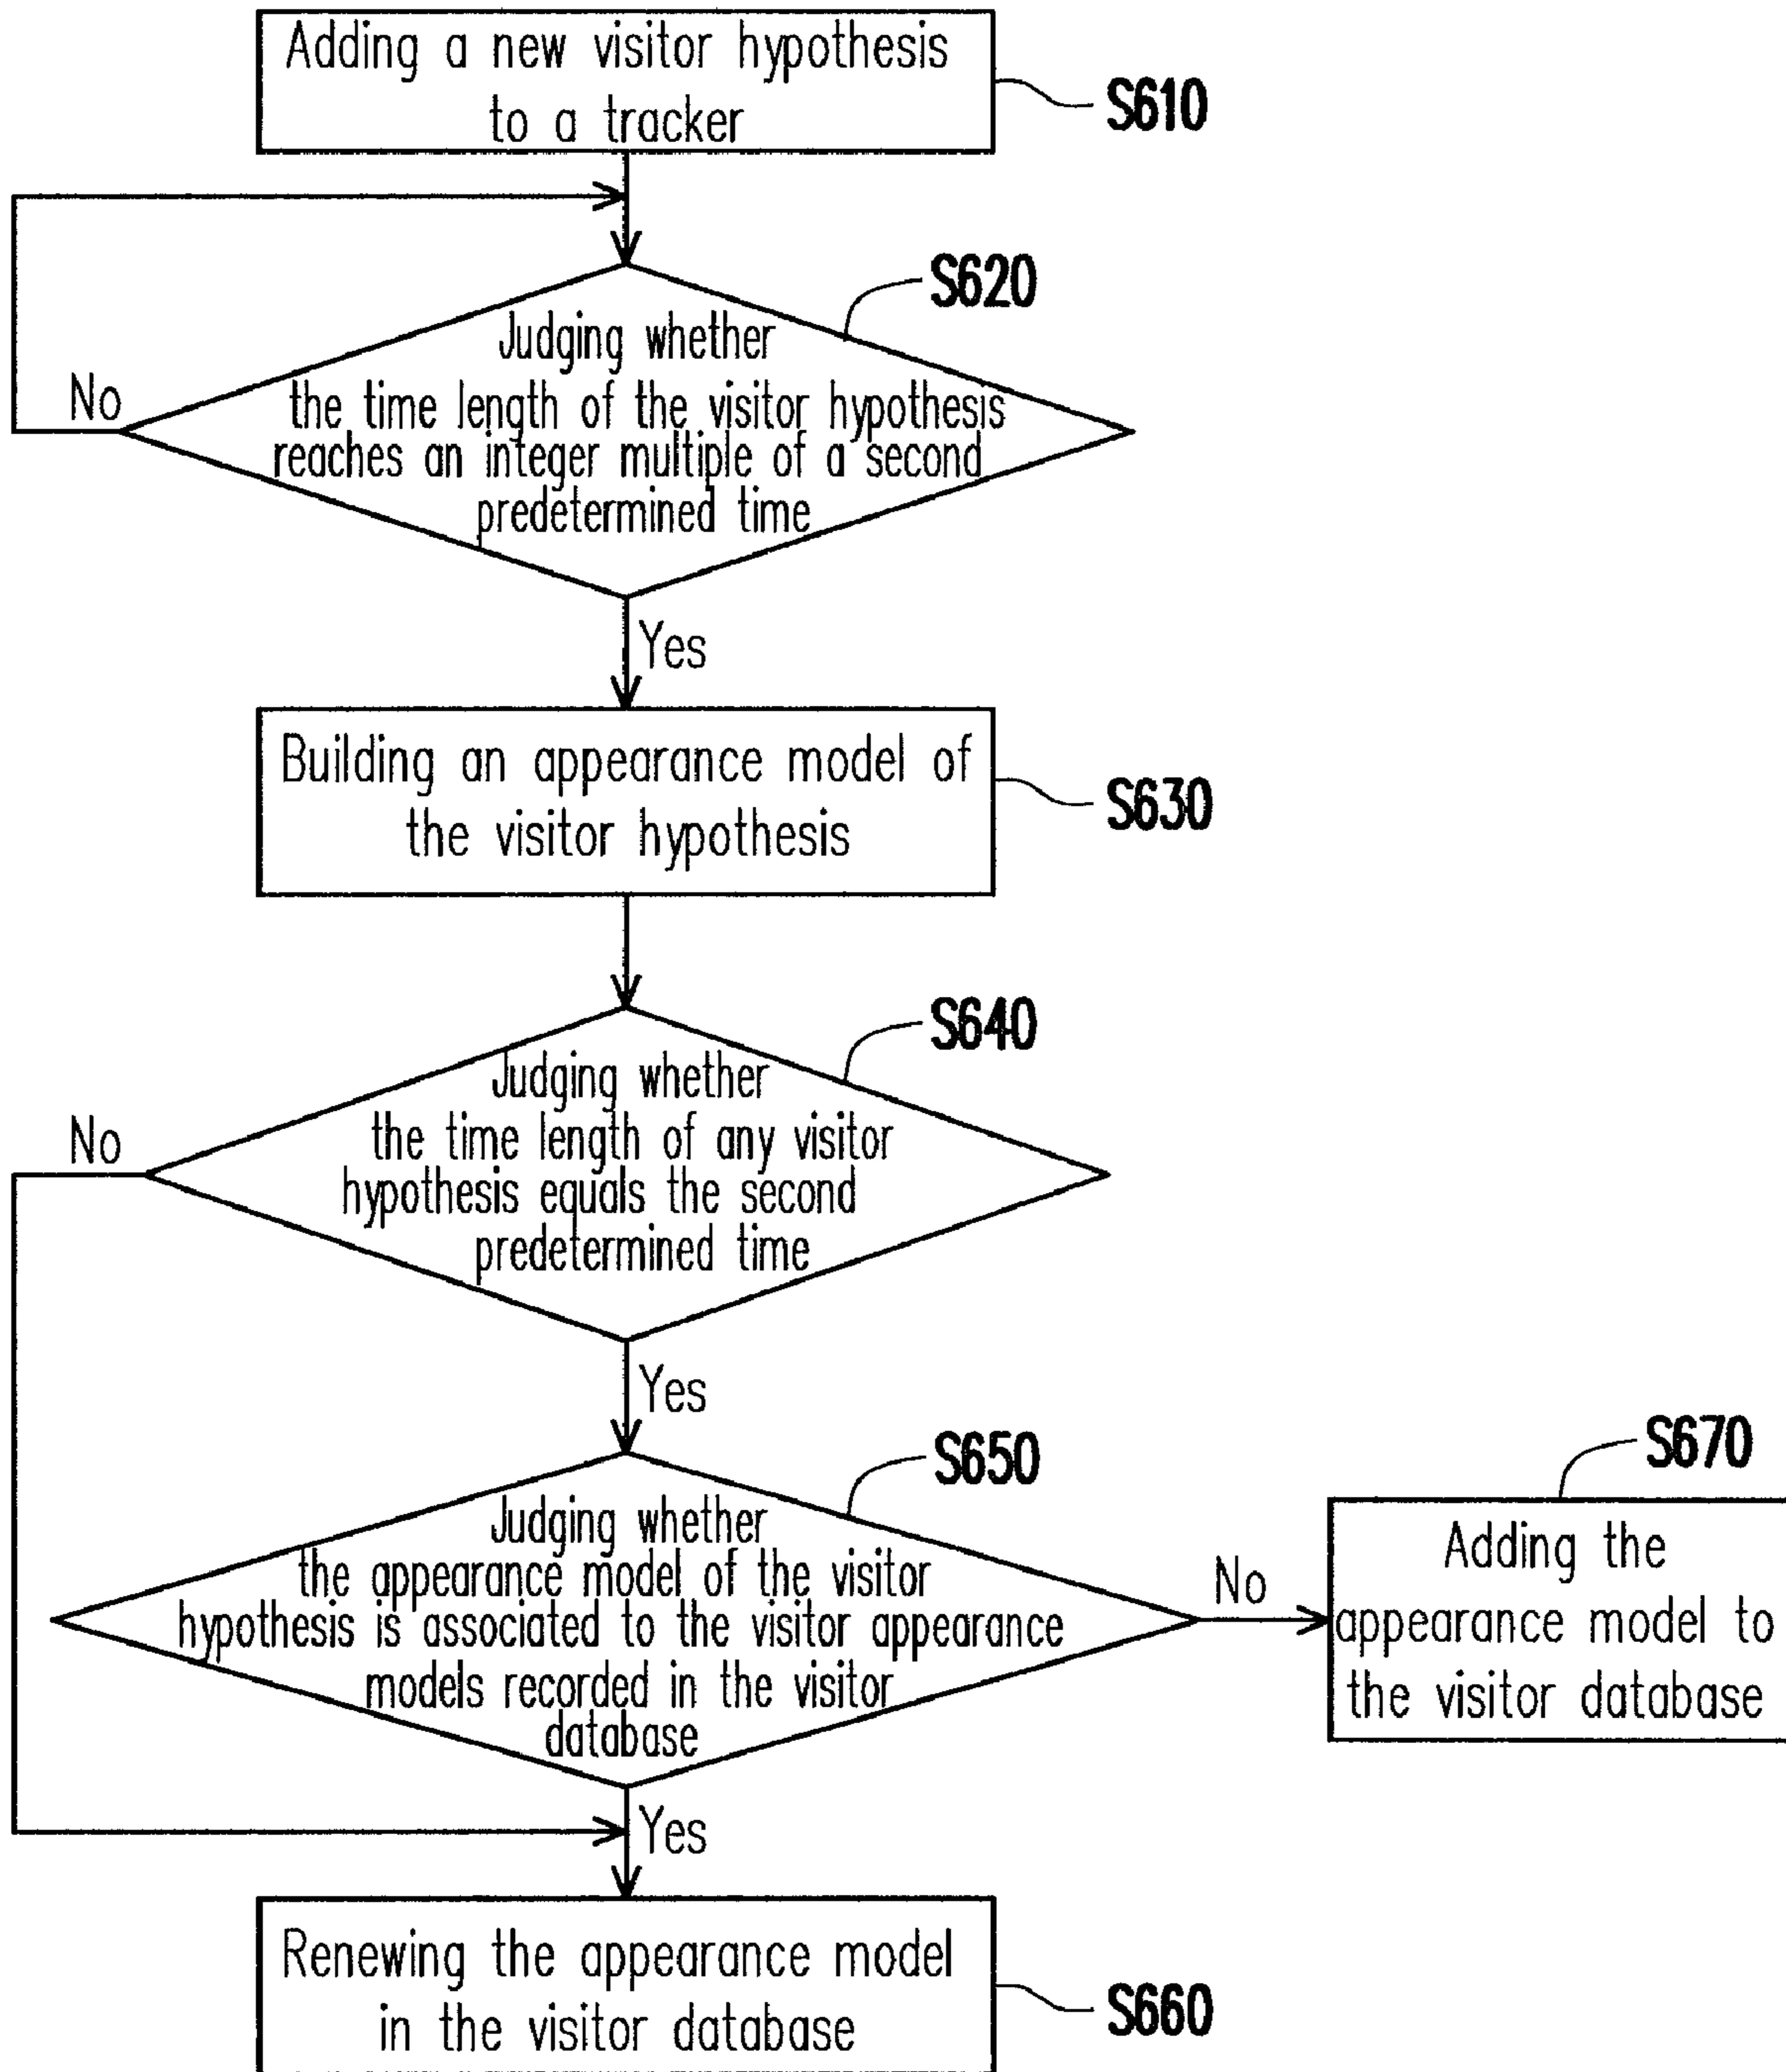 Adding a new visitor hypothesis
to a tracker
S610
S620
Judging whether
the time length of the visitor hypothesis
reaches an integer multiple of a second
predetermined time
No
Yes
Building an appearance model of
the visitor hypothesis
S630
S640
Judging whether
the time length of any visitor
hypothesis equals the second
predetermined time
No
Yes
S650
Judging whether
the appearance model of the visitor
hypothesis is associated to the visitor appearance
models recorded in the visitor
database
No
S670
Adding the
appearance model to
the visitor database
Yes
Renewing the appearance model
in the visitor database
S660